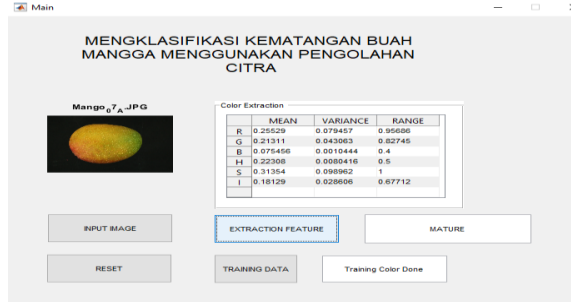 Main
MENGKLASIFIKASI KEMATANGAN BUAH
MANGGA MENGGUNAKAN PENGOLAHAN
CITRA
Mango₀7ₐ.JPG
Color Extraction
MEAN VARIANCE RANGE
R 0.25529 0.079457 0.95686
G 0.21311 0.043063 0.82745
B 0.075456 0.0010444 0.4
H 0.22308 0.0080416 0.5
S 0.31354 0.098962 1
I 0.18129 0.028606 0.67712
INPUT IMAGE EXTRACTION FEATURE MATURE
RESET TRAINING DATA Training Color Done